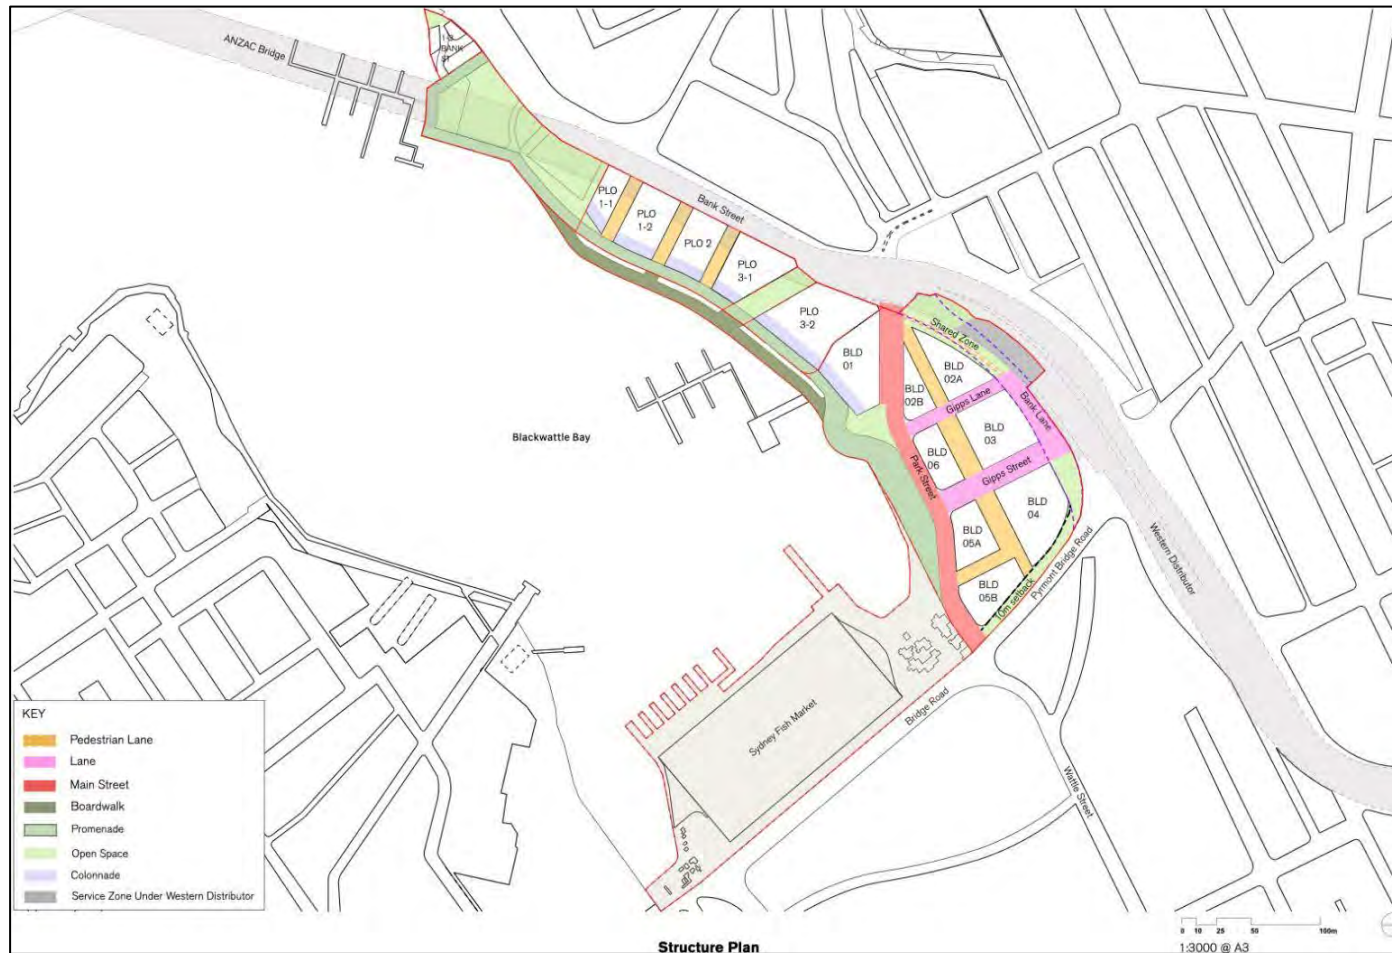 ANZAC Bridge
1-3
BANK
ST
PLO
1-1
PLO
1-2
PLO 2
PLO
3-1
PLO
3-2
Bank Street
BLD
01
Shared Zone
BLD
02A
BLD
02B
Gipps Lane
Bank Lane
BLD
03
BLD
06
Gipps Street
Park Street
BLD
04
BLD
05A
BLD
05B
10m setback
Pyrmont Bridge Road
Western Distributor
Blackwattle Bay
Sydney Fish Market
Bridge Road
Wattle Street
KEY
Pedestrian Lane
Lane
Main Street
Boardwalk
Promenade
Open Space
Colonnade
Service Zone Under Western Distributor
Structure Plan
0 10 25 50 100m
1:3000 @ A3